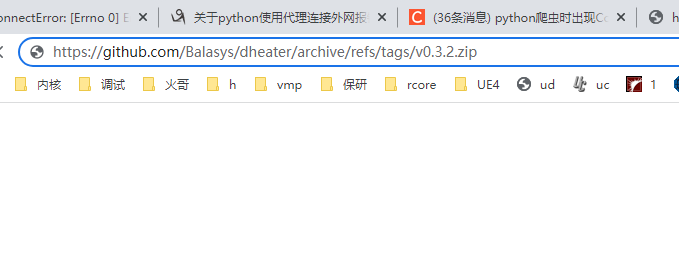 onnectError: [Errno 0] E 关于python使用代理连接外网报 (36条消息) python爬虫时出现Co h
https://github.com/Balasys/dheater/archive/refs/tags/v0.3.2.zip
内核 调试 火哥 h vmp 保研 rcore UE4 ud uc 1